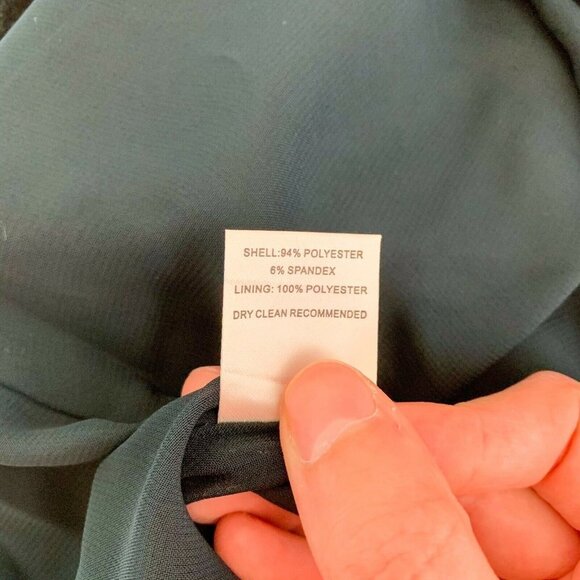 SHELL:94% POLYESTER
6% SPANDEX
LINING: 100% POLYESTER
DRY CLEAN RECOMMENDED